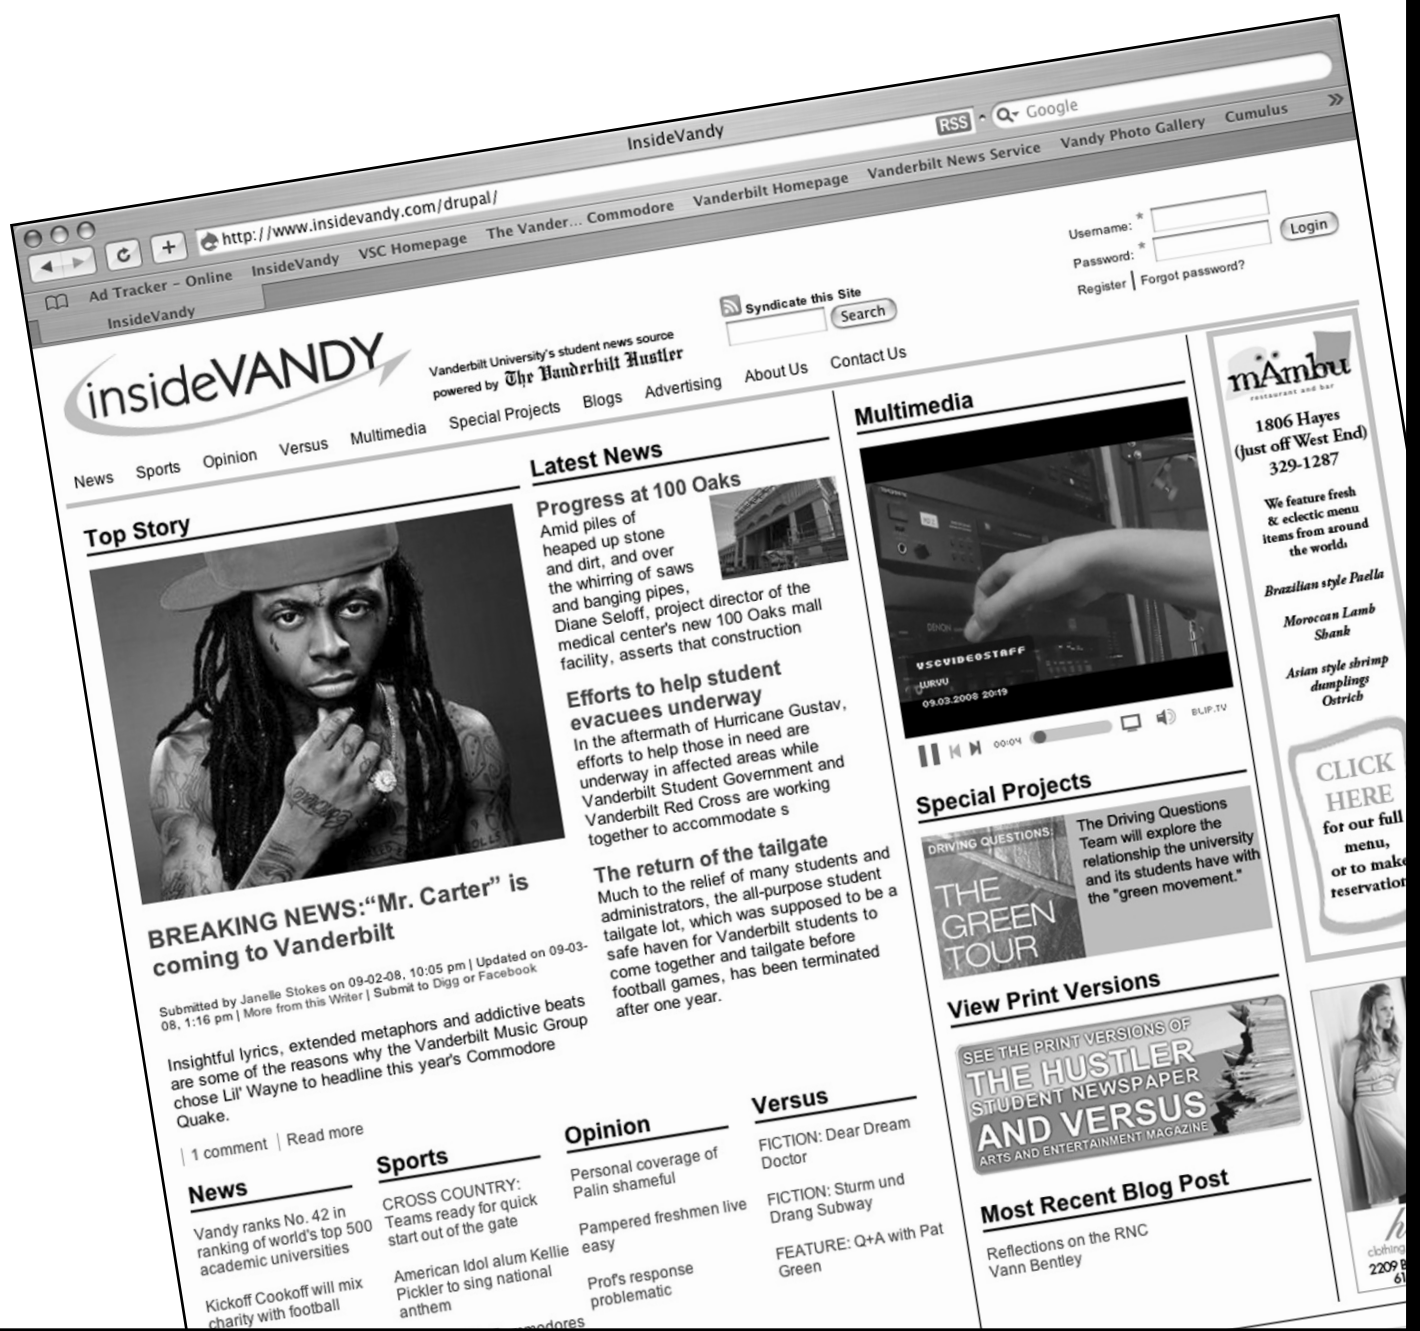 InsideVandy
http://www.insidevandy.com/drupal/
RSS
Google
Ad Tracker – Online
InsideVandy
VSC Homepage
The Vander... Commodore
Vanderbilt Homepage
Vanderbilt News Service
Vandy Photo Gallery
Cumulus
InsideVandy
insideVANDY
Vanderbilt University's student news source
powered by The Vanderbilt Hustler
Syndicate this Site
Search
Username: *
Password: *
Login
Register | Forgot password?
News
Sports
Opinion
Versus
Multimedia
Special Projects
Blogs
Advertising
About Us
Contact Us
Top Story
BREAKING NEWS:“Mr. Carter” is
coming to Vanderbilt
Submitted by Janelle Stokes on 09-02-08, 10:05 pm | Updated on 09-03-
08, 1:16 pm | More from this Writer | Submit to Digg or Facebook
Insightful lyrics, extended metaphors and addictive beats
are some of the reasons why the Vanderbilt Music Group
chose Lil' Wayne to headline this year's Commodore
Quake.
| 1 comment | Read more
Latest News
Progress at 100 Oaks
Amid piles of
heaped up stone
and dirt, and over
the whirring of saws
and banging pipes,
Diane Seloff, project director of the
medical center's new 100 Oaks mall
facility, asserts that construction
Efforts to help student
evacuees underway
In the aftermath of Hurricane Gustav,
efforts to help those in need are
underway in affected areas while
Vanderbilt Student Government and
Vanderbilt Red Cross are working
together to accommodate s
The return of the tailgate
Much to the relief of many students and
administrators, the all-purpose student
tailgate lot, which was supposed to be a
safe haven for Vanderbilt students to
come together and tailgate before
football games, has been terminated
after one year.
Multimedia
SONY
DENON
VSCVIDEOSTAFF
WRVU
09.03.2008 20:19
00:04
BLIP.TV
Special Projects
DRIVING QUESTIONS:
THE
GREEN
TOUR
The Driving Questions
Team will explore the
relationship the university
and its students have with
the "green movement."
View Print Versions
SEE THE PRINT VERSIONS OF
THE HUSTLER
STUDENT NEWSPAPER
AND VERSUS
ARTS AND ENTERTAINMENT MAGAZINE
Most Recent Blog Post
Reflections on the RNC
Vann Bentley
mAmbu
restaurant and bar
1806 Hayes
(just off West End)
329-1287
We feature fresh
& eclectic menu
items from around
the world:
Brazilian style Paella
Moroccan Lamb
Shank
Asian style shrimp
dumplings
Ostrich
CLICK
HERE
for our full
menu,
or to make
reservation
clothing
2209 B
61
News
Vandy ranks No. 42 in
ranking of world's top 500
academic universities
Kickoff Cookoff will mix
charity with football
Sports
CROSS COUNTRY:
Teams ready for quick
start out of the gate
American Idol alum Kellie
Pickler to sing national
anthem
modores
Opinion
Personal coverage of
Palin shameful
Pampered freshmen live
easy
Prof's response
problematic
Versus
FICTION: Dear Dream
Doctor
FICTION: Sturm und
Drang Subway
FEATURE: Q+A with Pat
Green